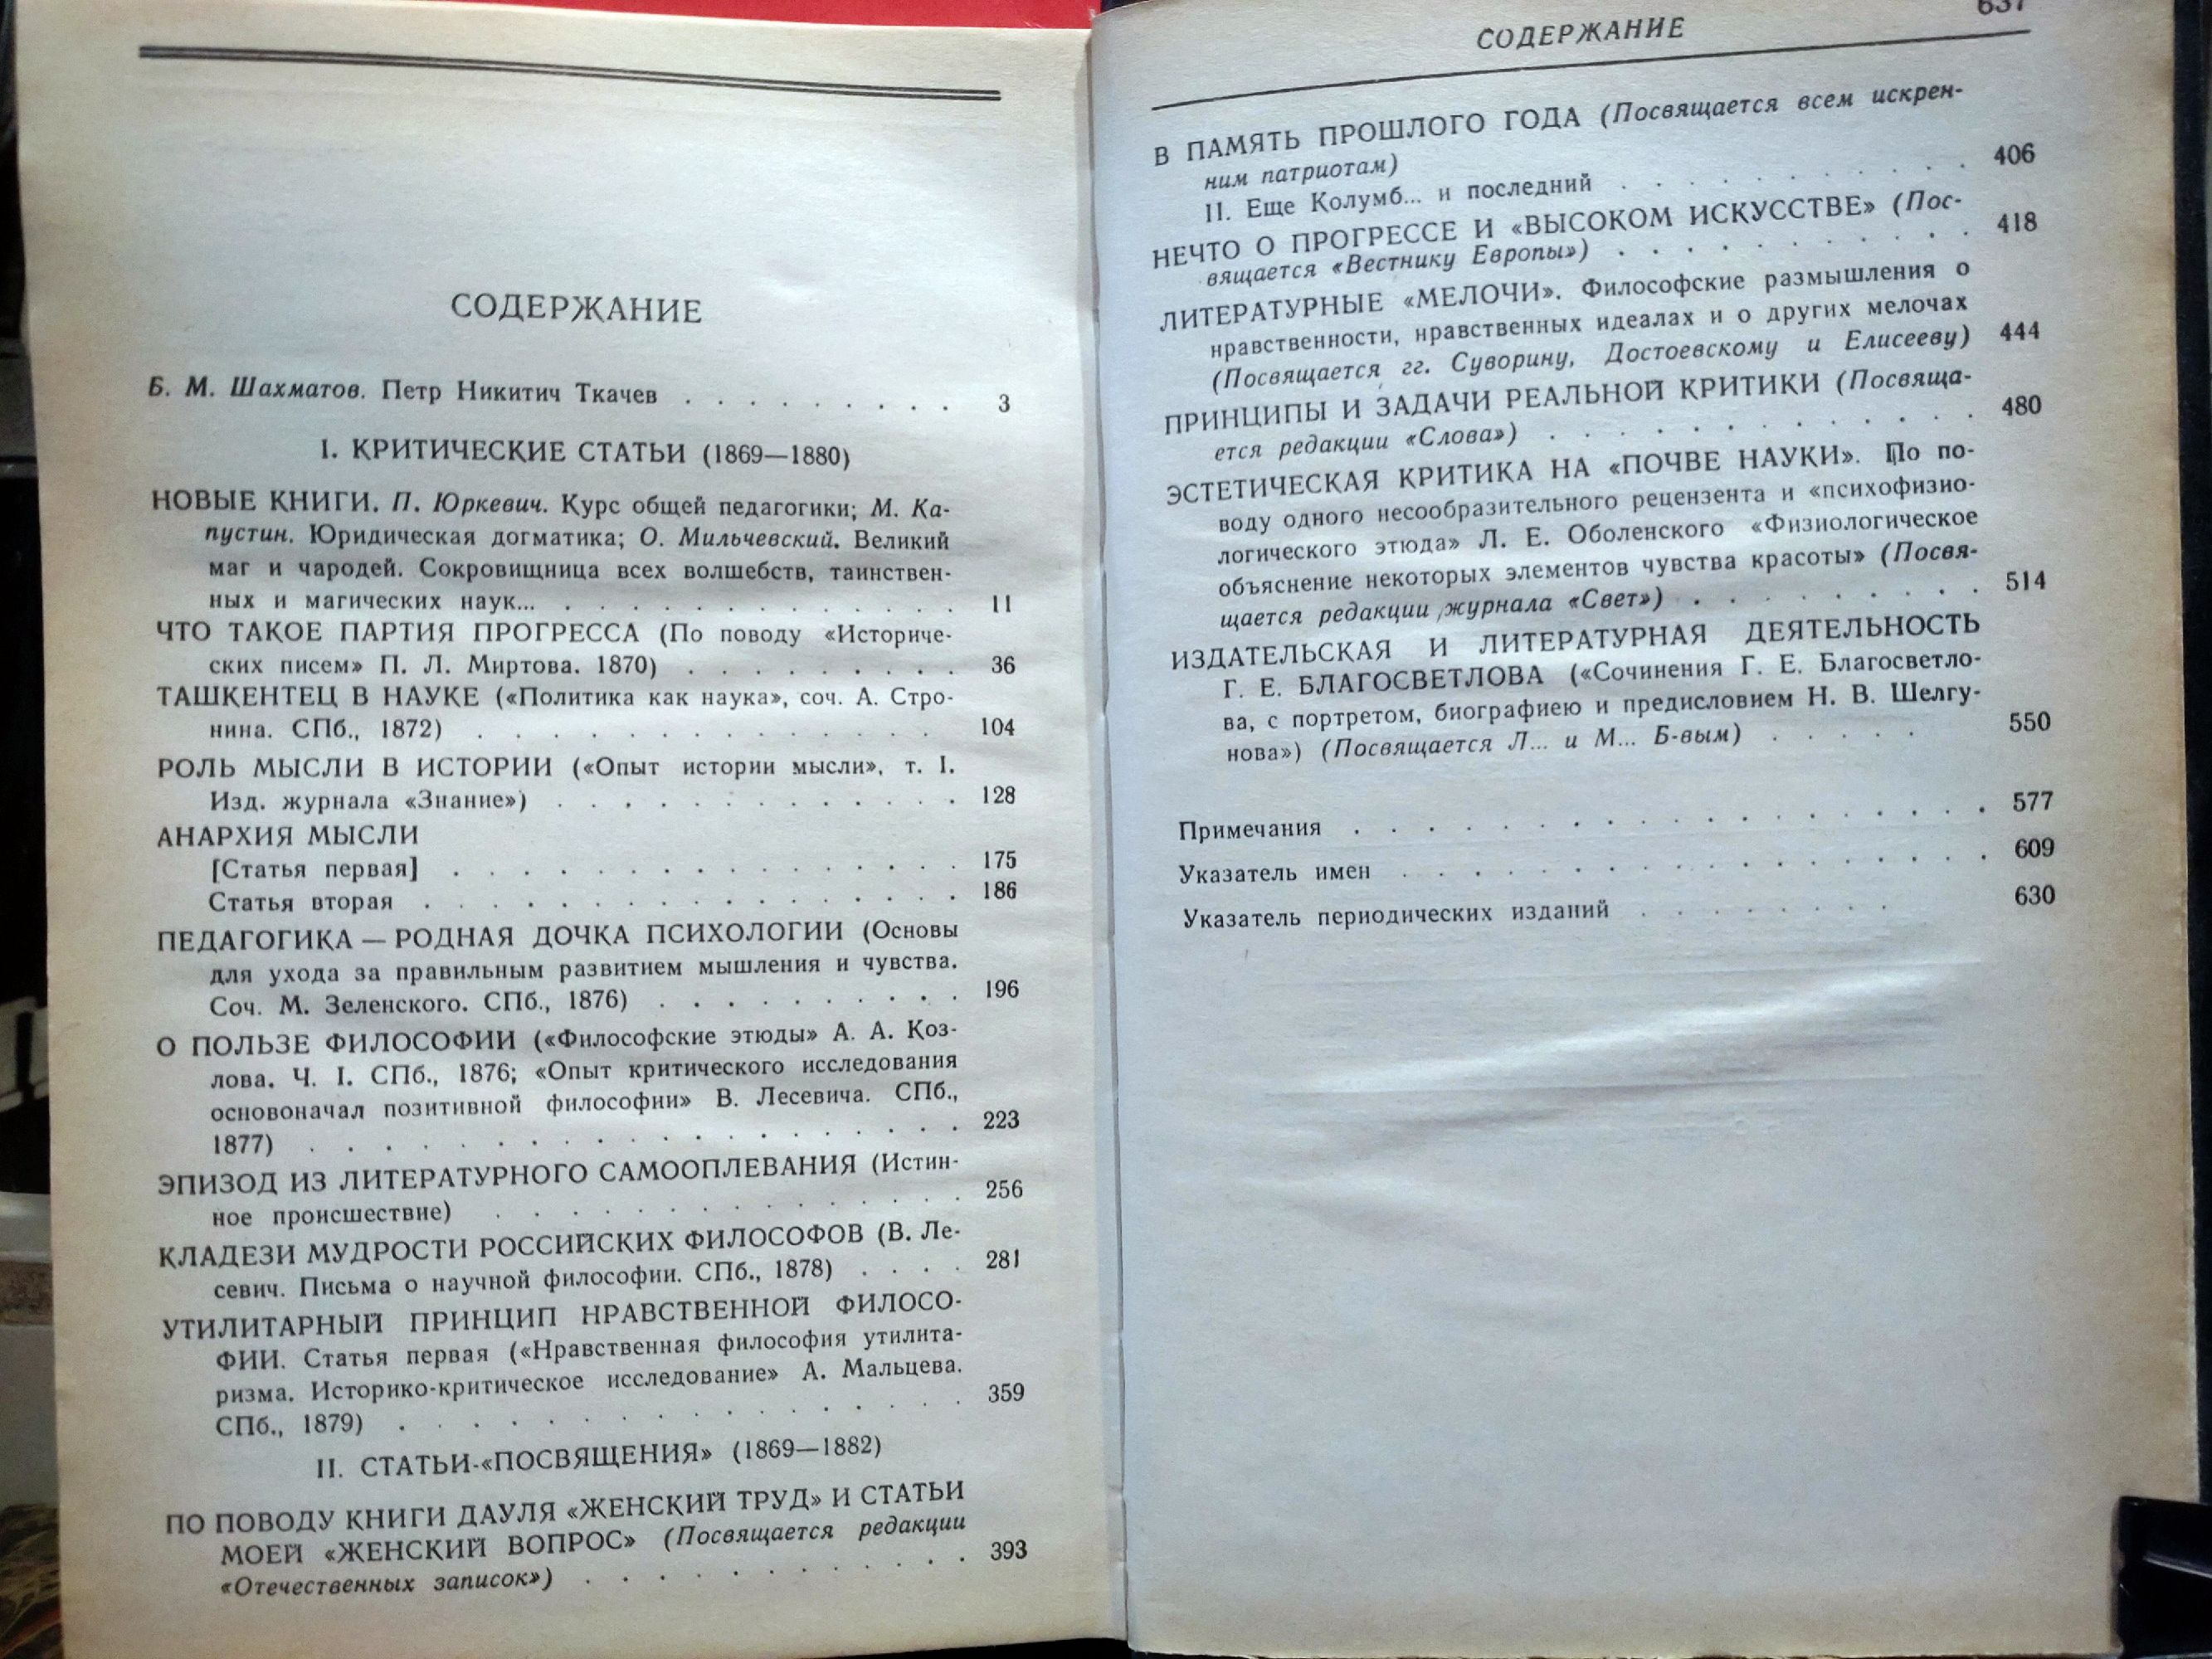 СОДЕРЖАНИЕ
Б. М. Шахматов. Петр Никитич Ткачев . . . . . . . . . 3
I. КРИТИЧЕСКИЕ СТАТЬИ (1869—1880)
НОВЫЕ КНИГИ. П. Юркевич. Курс общей педагогики; М. Ка-
пустин. Юридическая догматика; О. Мильчевский. Великий
маг и чародей. Сокровищница всех волшебств, таинствен-
ных и магических наук... . . . . . . . . . . . . 11
ЧТО ТАКОЕ ПАРТИЯ ПРОГРЕССА (По поводу «Историче-
ских писем» П. Л. Миртова. 1870) . . . . . . . . . 36
ТАШКЕНТЕЦ В НАУКЕ («Политика как наука», соч. А. Стро-
нина. СПб., 1872) . . . . . . . . . . . . . 104
РОЛЬ МЫСЛИ В ИСТОРИИ («Опыт истории мысли», т. I.
Изд. журнала «Знание») . . . . . . . . . . . . . 128
АНАРХИЯ МЫСЛИ
[Статья первая] . . . . . . . . . . . . . . 175
Статья вторая . . . . . . . . . . . . . . . 186
ПЕДАГОГИКА — РОДНАЯ ДОЧКА ПСИХОЛОГИИ (Основы
для ухода за правильным развитием мышления и чувства.
Соч. М. Зеленского. СПб., 1876) . . . . . . . . . . 196
О ПОЛЬЗЕ ФИЛОСОФИИ («Философские этюды» А. А. Коз-
лова. Ч. I. СПб., 1876; «Опыт критического исследования
основоначал позитивной философии» В. Лесевича. СПб.,
1877) . . . . . . . . . . . . . . . . . 223
ЭПИЗОД ИЗ ЛИТЕРАТУРНОГО САМООПЛЕВАНИЯ (Истин-
ное происшествие) . . . . . . . . . . . . . 256
КЛАДЕЗИ МУДРОСТИ РОССИЙСКИХ ФИЛОСОФОВ (В. Ле-
севич. Письма о научной философии. СПб., 1878) . . . . 281
УТИЛИТАРНЫЙ ПРИНЦИП НРАВСТВЕННОЙ ФИЛОСО-
ФИИ. Статья первая («Нравственная философия утилита-
ризма. Историко-критическое исследование» А. Мальцева.
СПб., 1879) . . . . . . . . . . . . . . . 359
II. СТАТЬИ-«ПОСВЯЩЕНИЯ» (1869—1882)
ПО ПОВОДУ КНИГИ ДАУЛЯ «ЖЕНСКИЙ ТРУД» И СТАТЬИ
МОЕЙ «ЖЕНСКИЙ ВОПРОС» (Посвящается редакции
«Отечественных записок») . . . . . . . . . . . 393
СОДЕРЖАНИЕ 637
В ПАМЯТЬ ПРОШЛОГО ГОДА (Посвящается всем искрен-
ним патриотам)
II. Еще Колумб... и последний . . . . . . . . . . 406
НЕЧТО О ПРОГРЕССЕ И «ВЫСОКОМ ИСКУССТВЕ» (Пос-
вящается «Вестнику Европы») . . . . . . . . . . 418
ЛИТЕРАТУРНЫЕ «МЕЛОЧИ». Философские размышления о
нравственности, нравственных идеалах и о других мелочах
(Посвящается гг. Суворину, Достоевскому и Елисееву) 444
ПРИНЦИПЫ И ЗАДАЧИ РЕАЛЬНОЙ КРИТИКИ (Посвяща-
ется редакции «Слова») . . . . . . . . . . . . 480
ЭСТЕТИЧЕСКАЯ КРИТИКА НА «ПОЧВЕ НАУКИ». По по-
воду одного несообразительного рецензента и «психофизио-
логического этюда» Л. Е. Оболенского «Физиологическое
объяснение некоторых элементов чувства красоты» (Посвя-
щается редакции журнала «Свет») . . . . . . . . . 514
ИЗДАТЕЛЬСКАЯ И ЛИТЕРАТУРНАЯ ДЕЯТЕЛЬНОСТЬ
Г. Е. БЛАГОСВЕТЛОВА («Сочинения Г. Е. Благосветло-
ва, с портретом, биографиею и предисловием Н. В. Шелгу-
нова») (Посвящается Л... и М... Б-вым) . . . . . 550
Примечания . . . . . . . . . . . . . . . . . 577
Указатель имен . . . . . . . . . . . . . . . . 609
Указатель периодических изданий . . . . . . . . 630